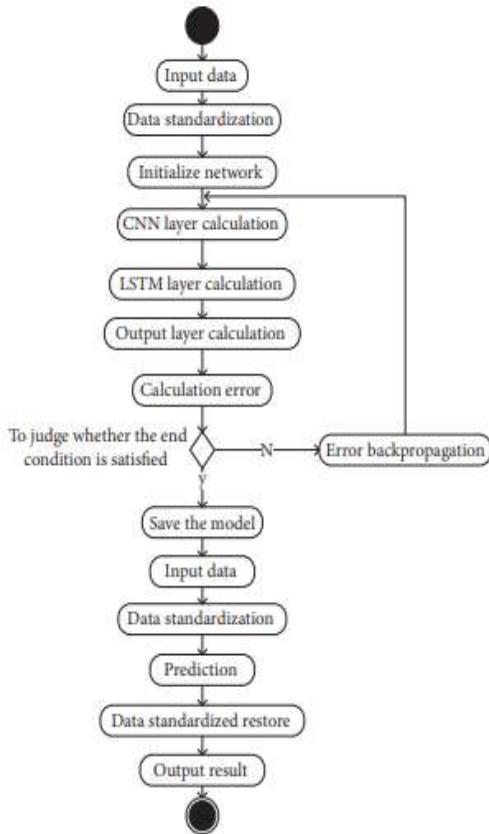 Input data
Data standardization
Initialize network
CNN layer calculation
LSTM layer calculation
Output layer calculation
Calculation error
To judge whether the end
condition is satisfied
N
Error backpropagation
y
Save the model
Input data
Data standardization
Prediction
Data standardized restore
Output result